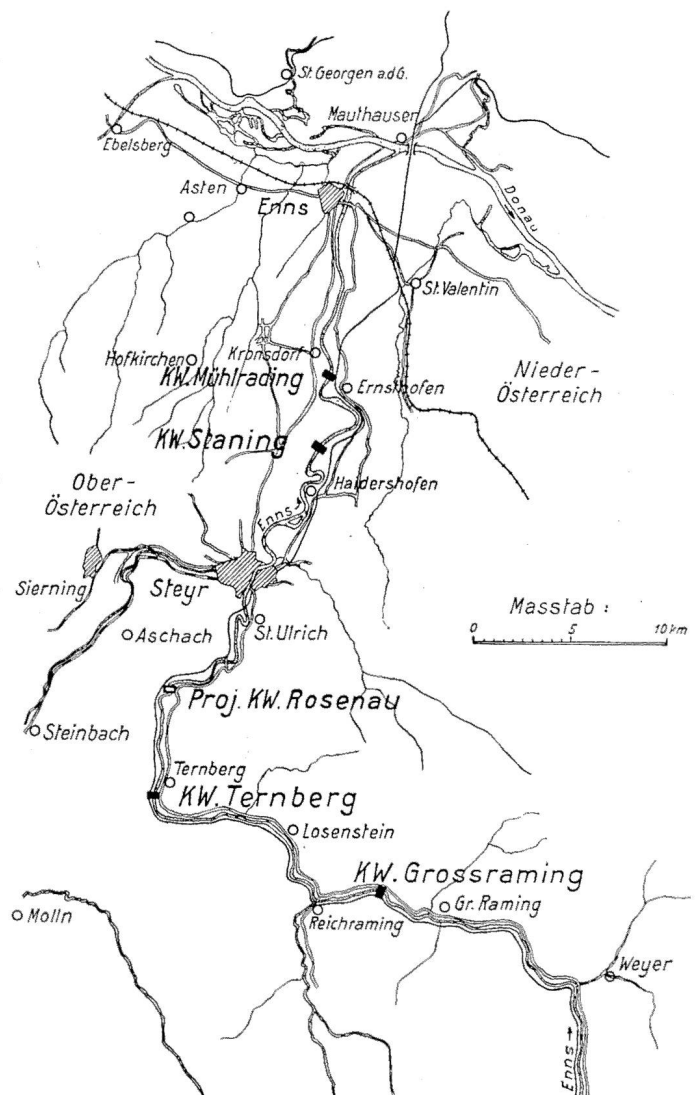 St. Georgen a.d.G.
Mauthausen
Ebelsberg
Donau
Asten
Enns
St. Valentin
Kronsdorf
Hofkirchen
KW. Mühlrading
Ernsthofen
Nieder-
Österreich
KW. Staning
Ober-
Österreich
Haidershofen
Enns
Sierning
Steyr
Masstab :
0 5 10 km
Aschach
St. Ulrich
Proj. KW. Rosenau
Steinbach
Ternberg
KW. Ternberg
Losenstein
KW. Grossraming
Gr. Raming
Molln
Reichraming
Weyer
Enns